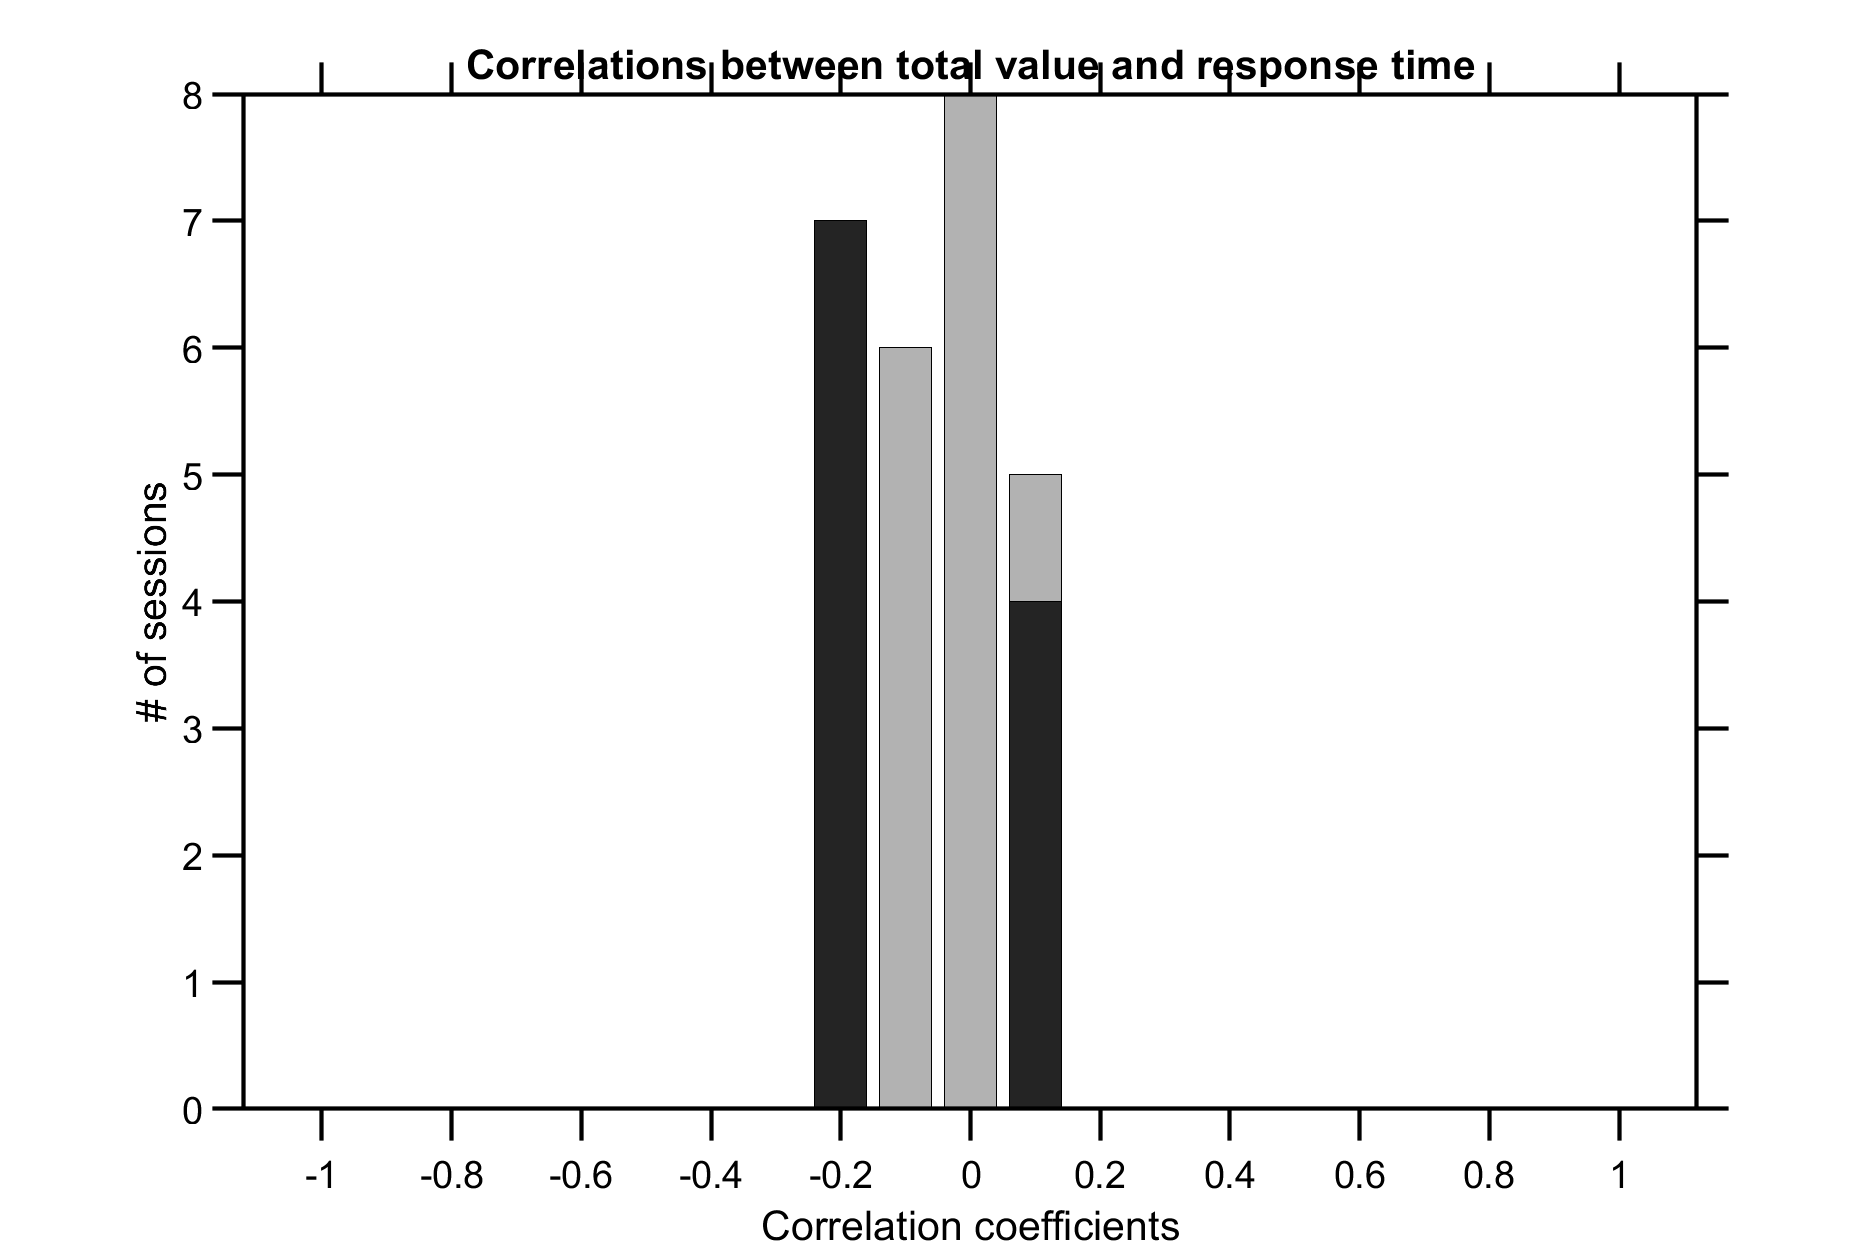 Correlations between total value and response time
8
7
6
5
4
3
2
1
0
# of sessions
-1 -0.8 -0.6 -0.4 -0.2 0 0.2 0.4 0.6 0.8 1
Correlation coefficients